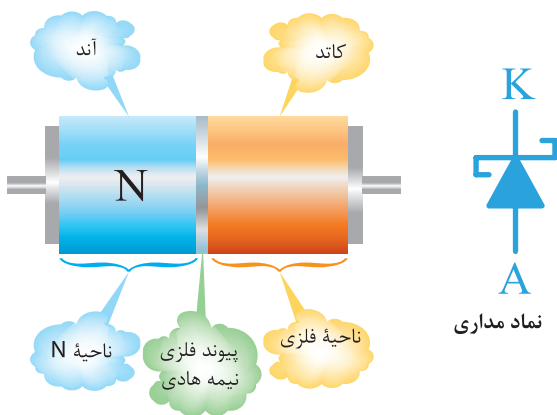 آند
کاتد
K
N
A
نماد مداری
ناحیهٔ N
پیوند فلزی
نیمه هادی
ناحیهٔ فلزی